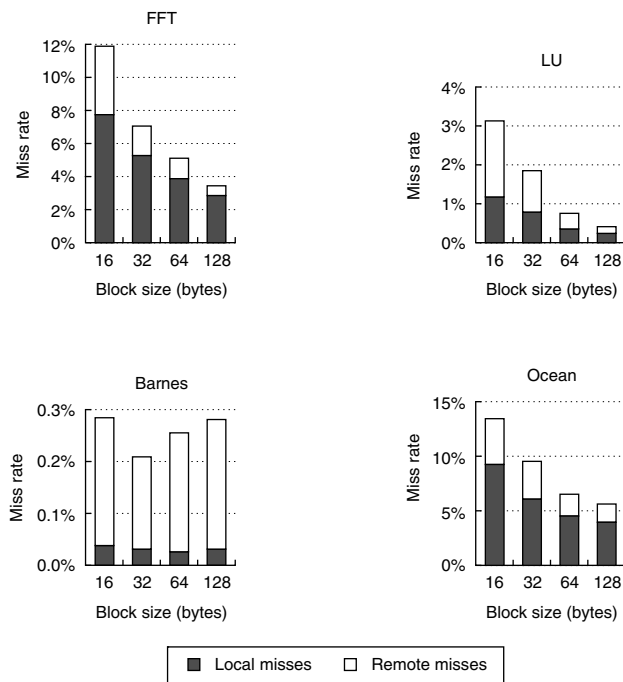 FFT
12%
10%
8%
6%
4%
2%
0%
Miss rate
16 32 64 128
Block size (bytes)
LU
4%
3%
2%
1%
0%
Miss rate
16 32 64 128
Block size (bytes)
Barnes
0.3%
0.2%
0.1%
0.0%
Miss rate
16 32 64 128
Block size (bytes)
Ocean
15%
10%
5%
0%
Miss rate
16 32 64 128
Block size (bytes)
Local misses Remote misses